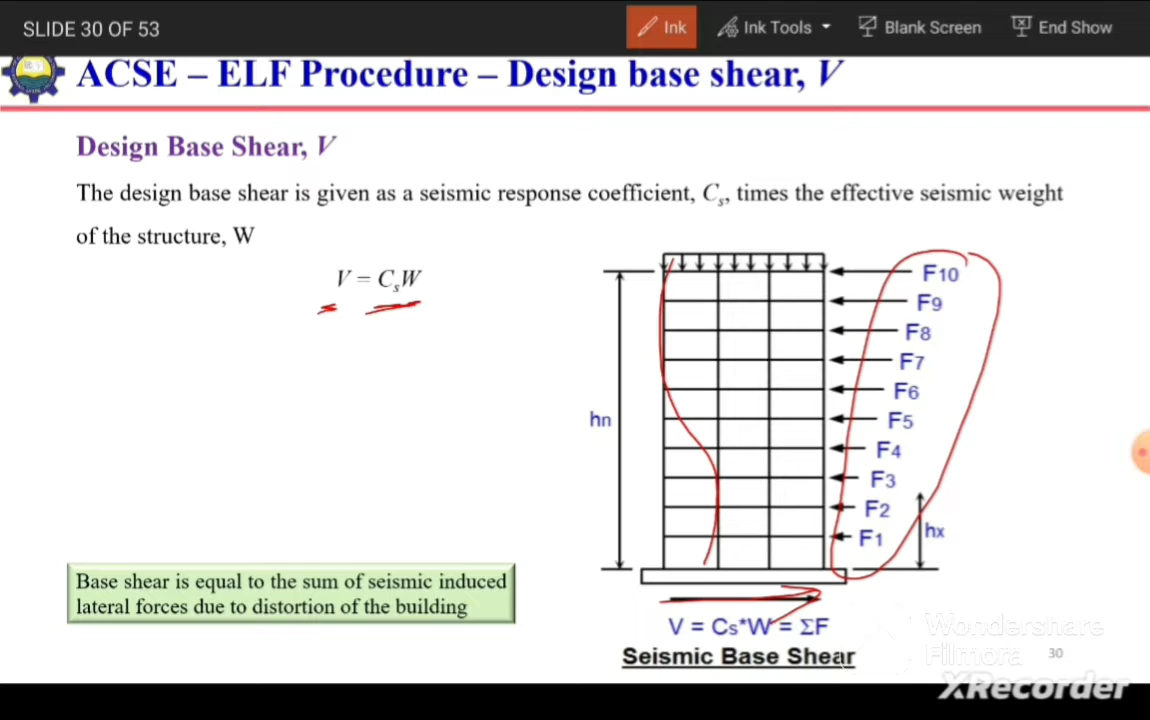 SLIDE 30 OF 53
Ink
Ink Tools
Blank Screen
End Show
ACSE – ELF Procedure – Design base shear, V
Design Base Shear, V
The design base shear is given as a seismic response coefficient, Cs, times the effective seismic weight
of the structure, W
V = CsW
F10
F9
F8
F7
F6
hn
F5
F4
F3
F2
F1
hx
Base shear is equal to the sum of seismic induced
lateral forces due to distortion of the building
V = Cs*W = ΣF
Seismic Base Shear
Wondershare
Filmora
30
XRecorder